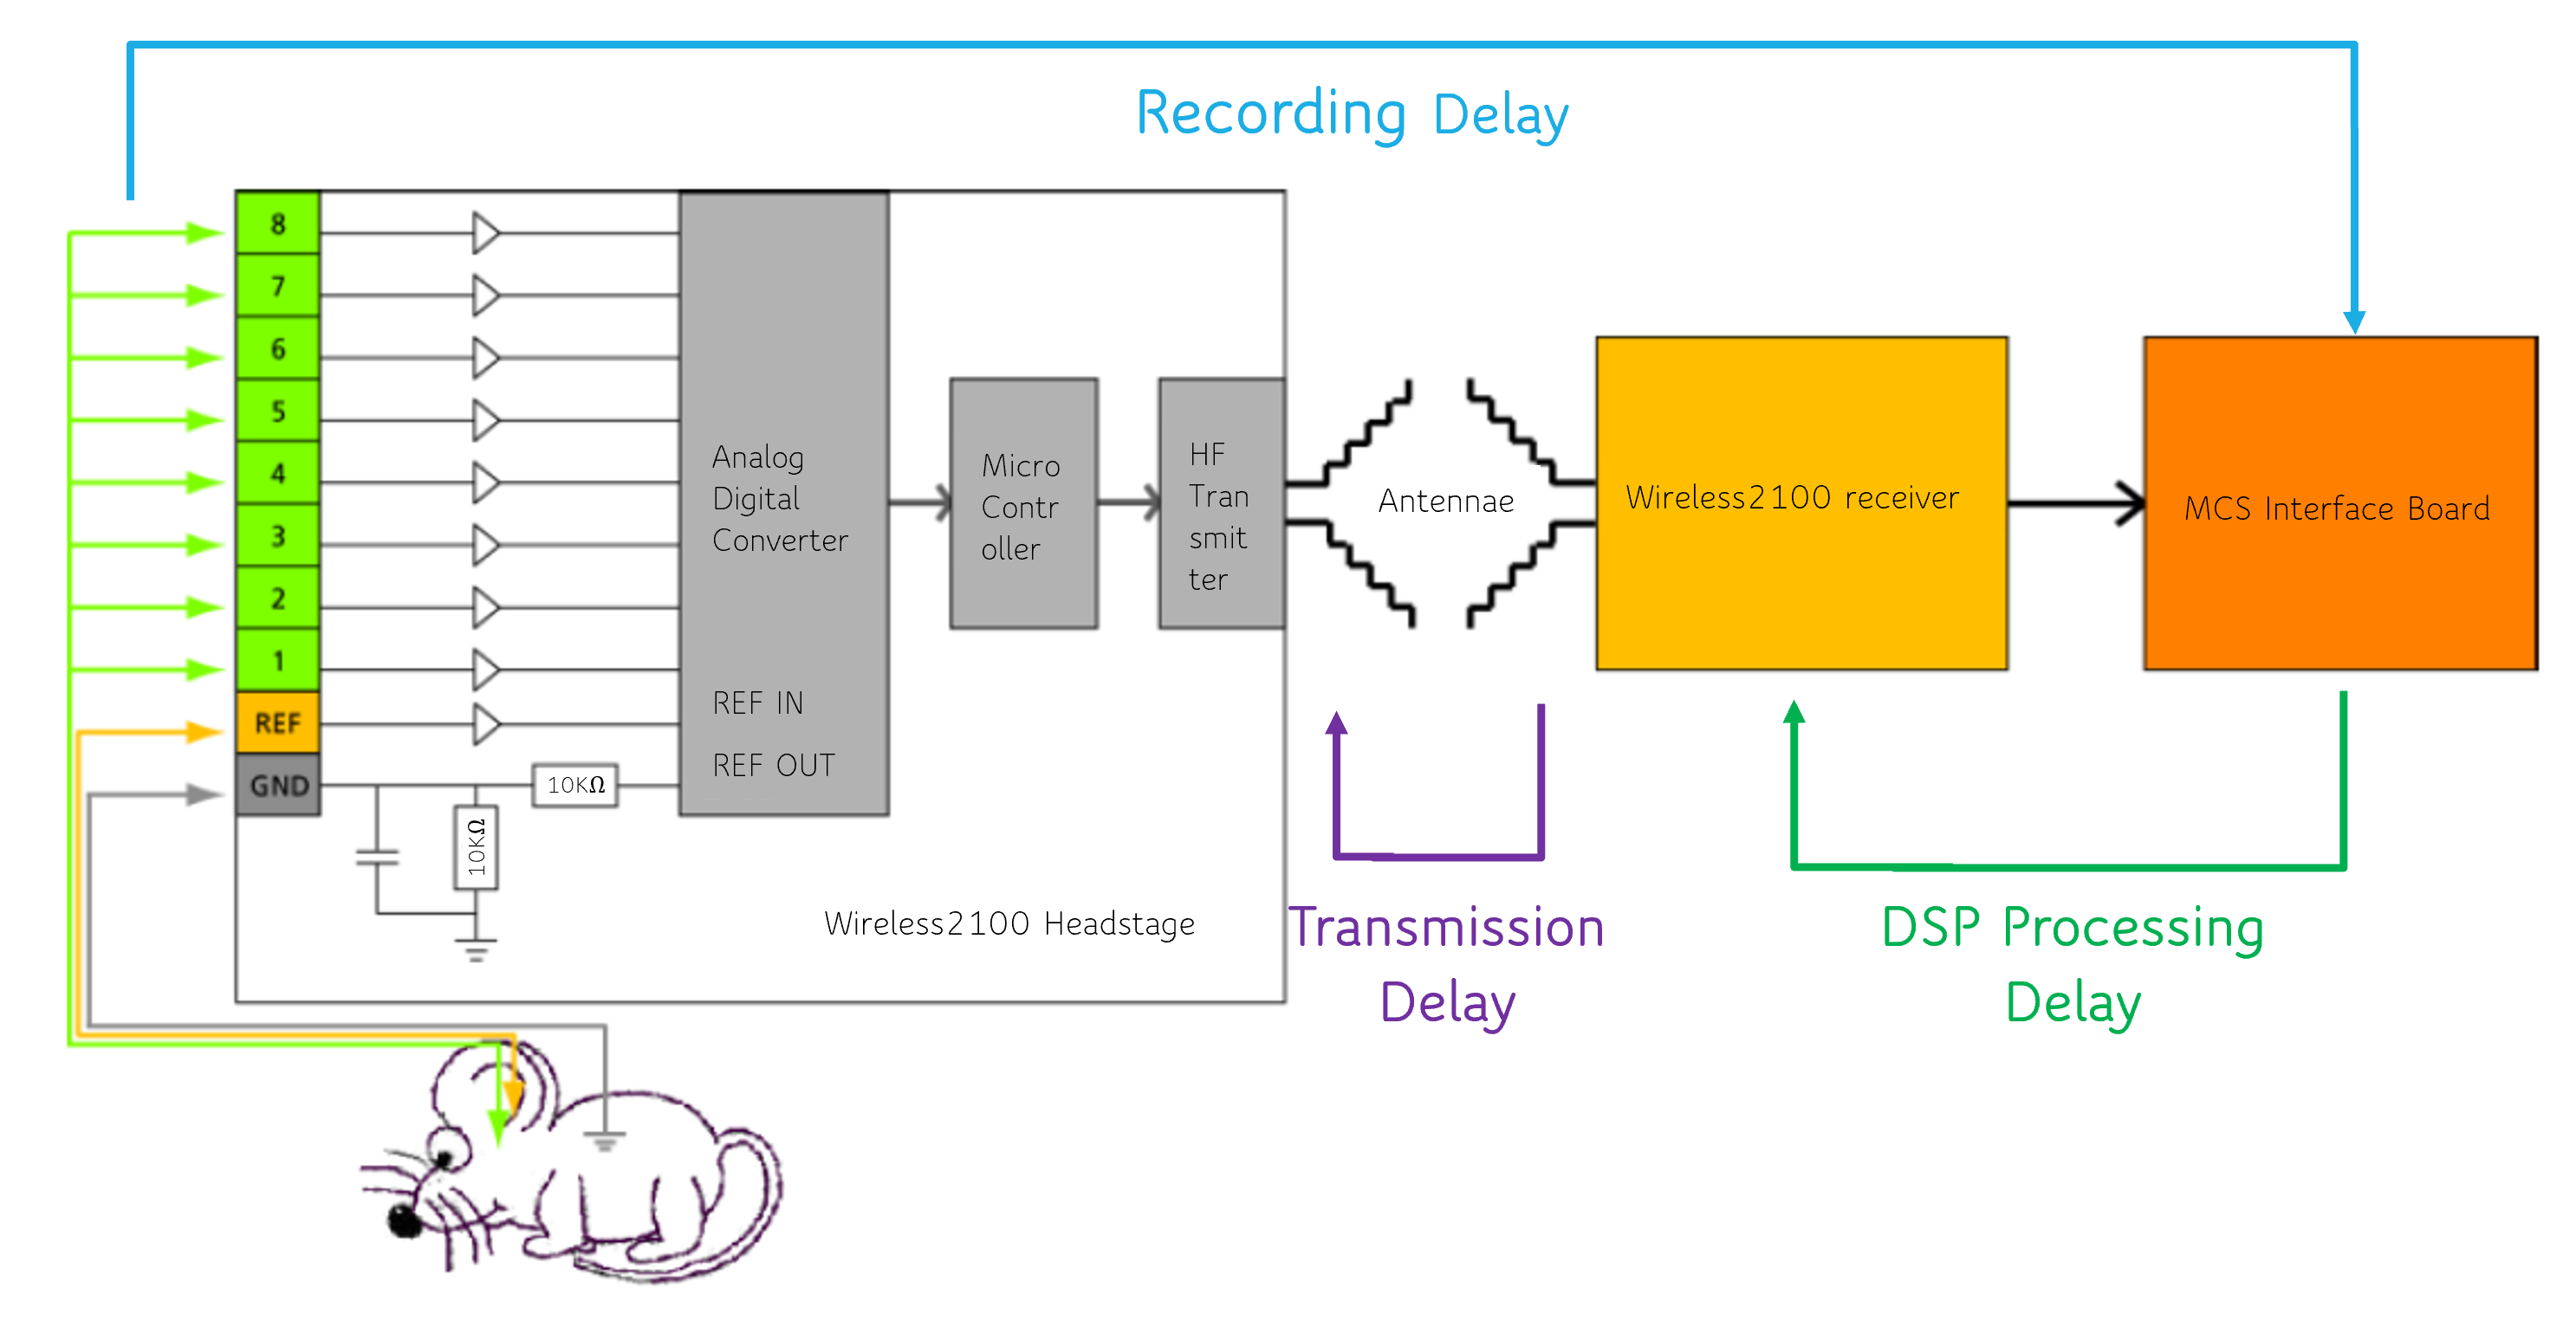 Recording Delay
8
7
6
5
4
3
2
1
REF
GND
10KΩ
10KΩ
Analog
Digital
Converter
REF IN
REF OUT
Micro
Contr
oller
HF
Tran
smit
ter
Antennae
Wireless2100 receiver
MCS Interface Board
Wireless2100 Headstage
Transmission
Delay
DSP Processing
Delay